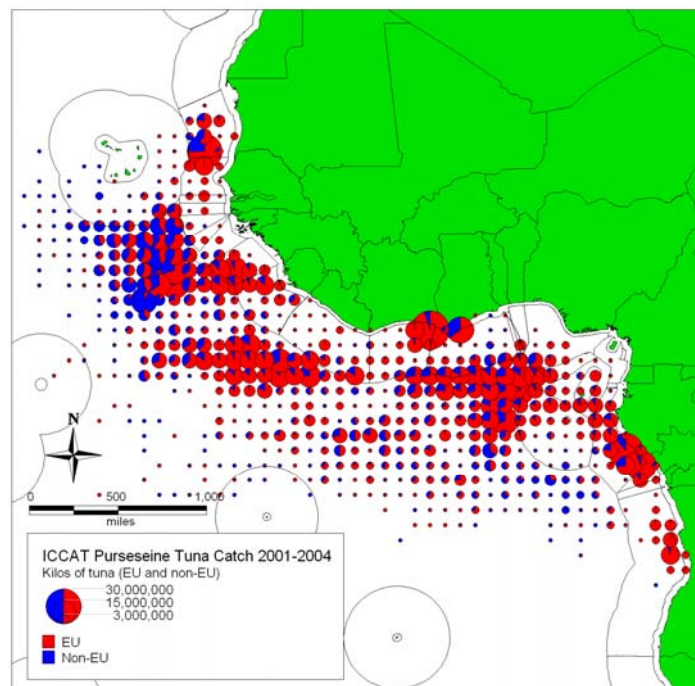 N
0 500 1,000
miles
ICCAT Purseseine Tuna Catch 2001-2004
Kilos of tuna (EU and non-EU)
30,000,000
15,000,000
3,000,000
EU
Non-EU